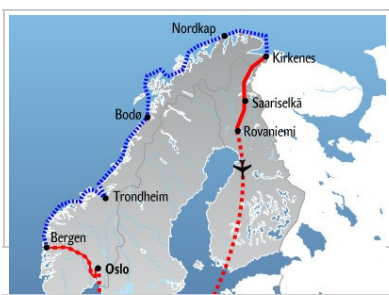 Nordkap
Kirkenes
Saariselkä
Bodø
Rovaniemi
Trondheim
Bergen
Oslo